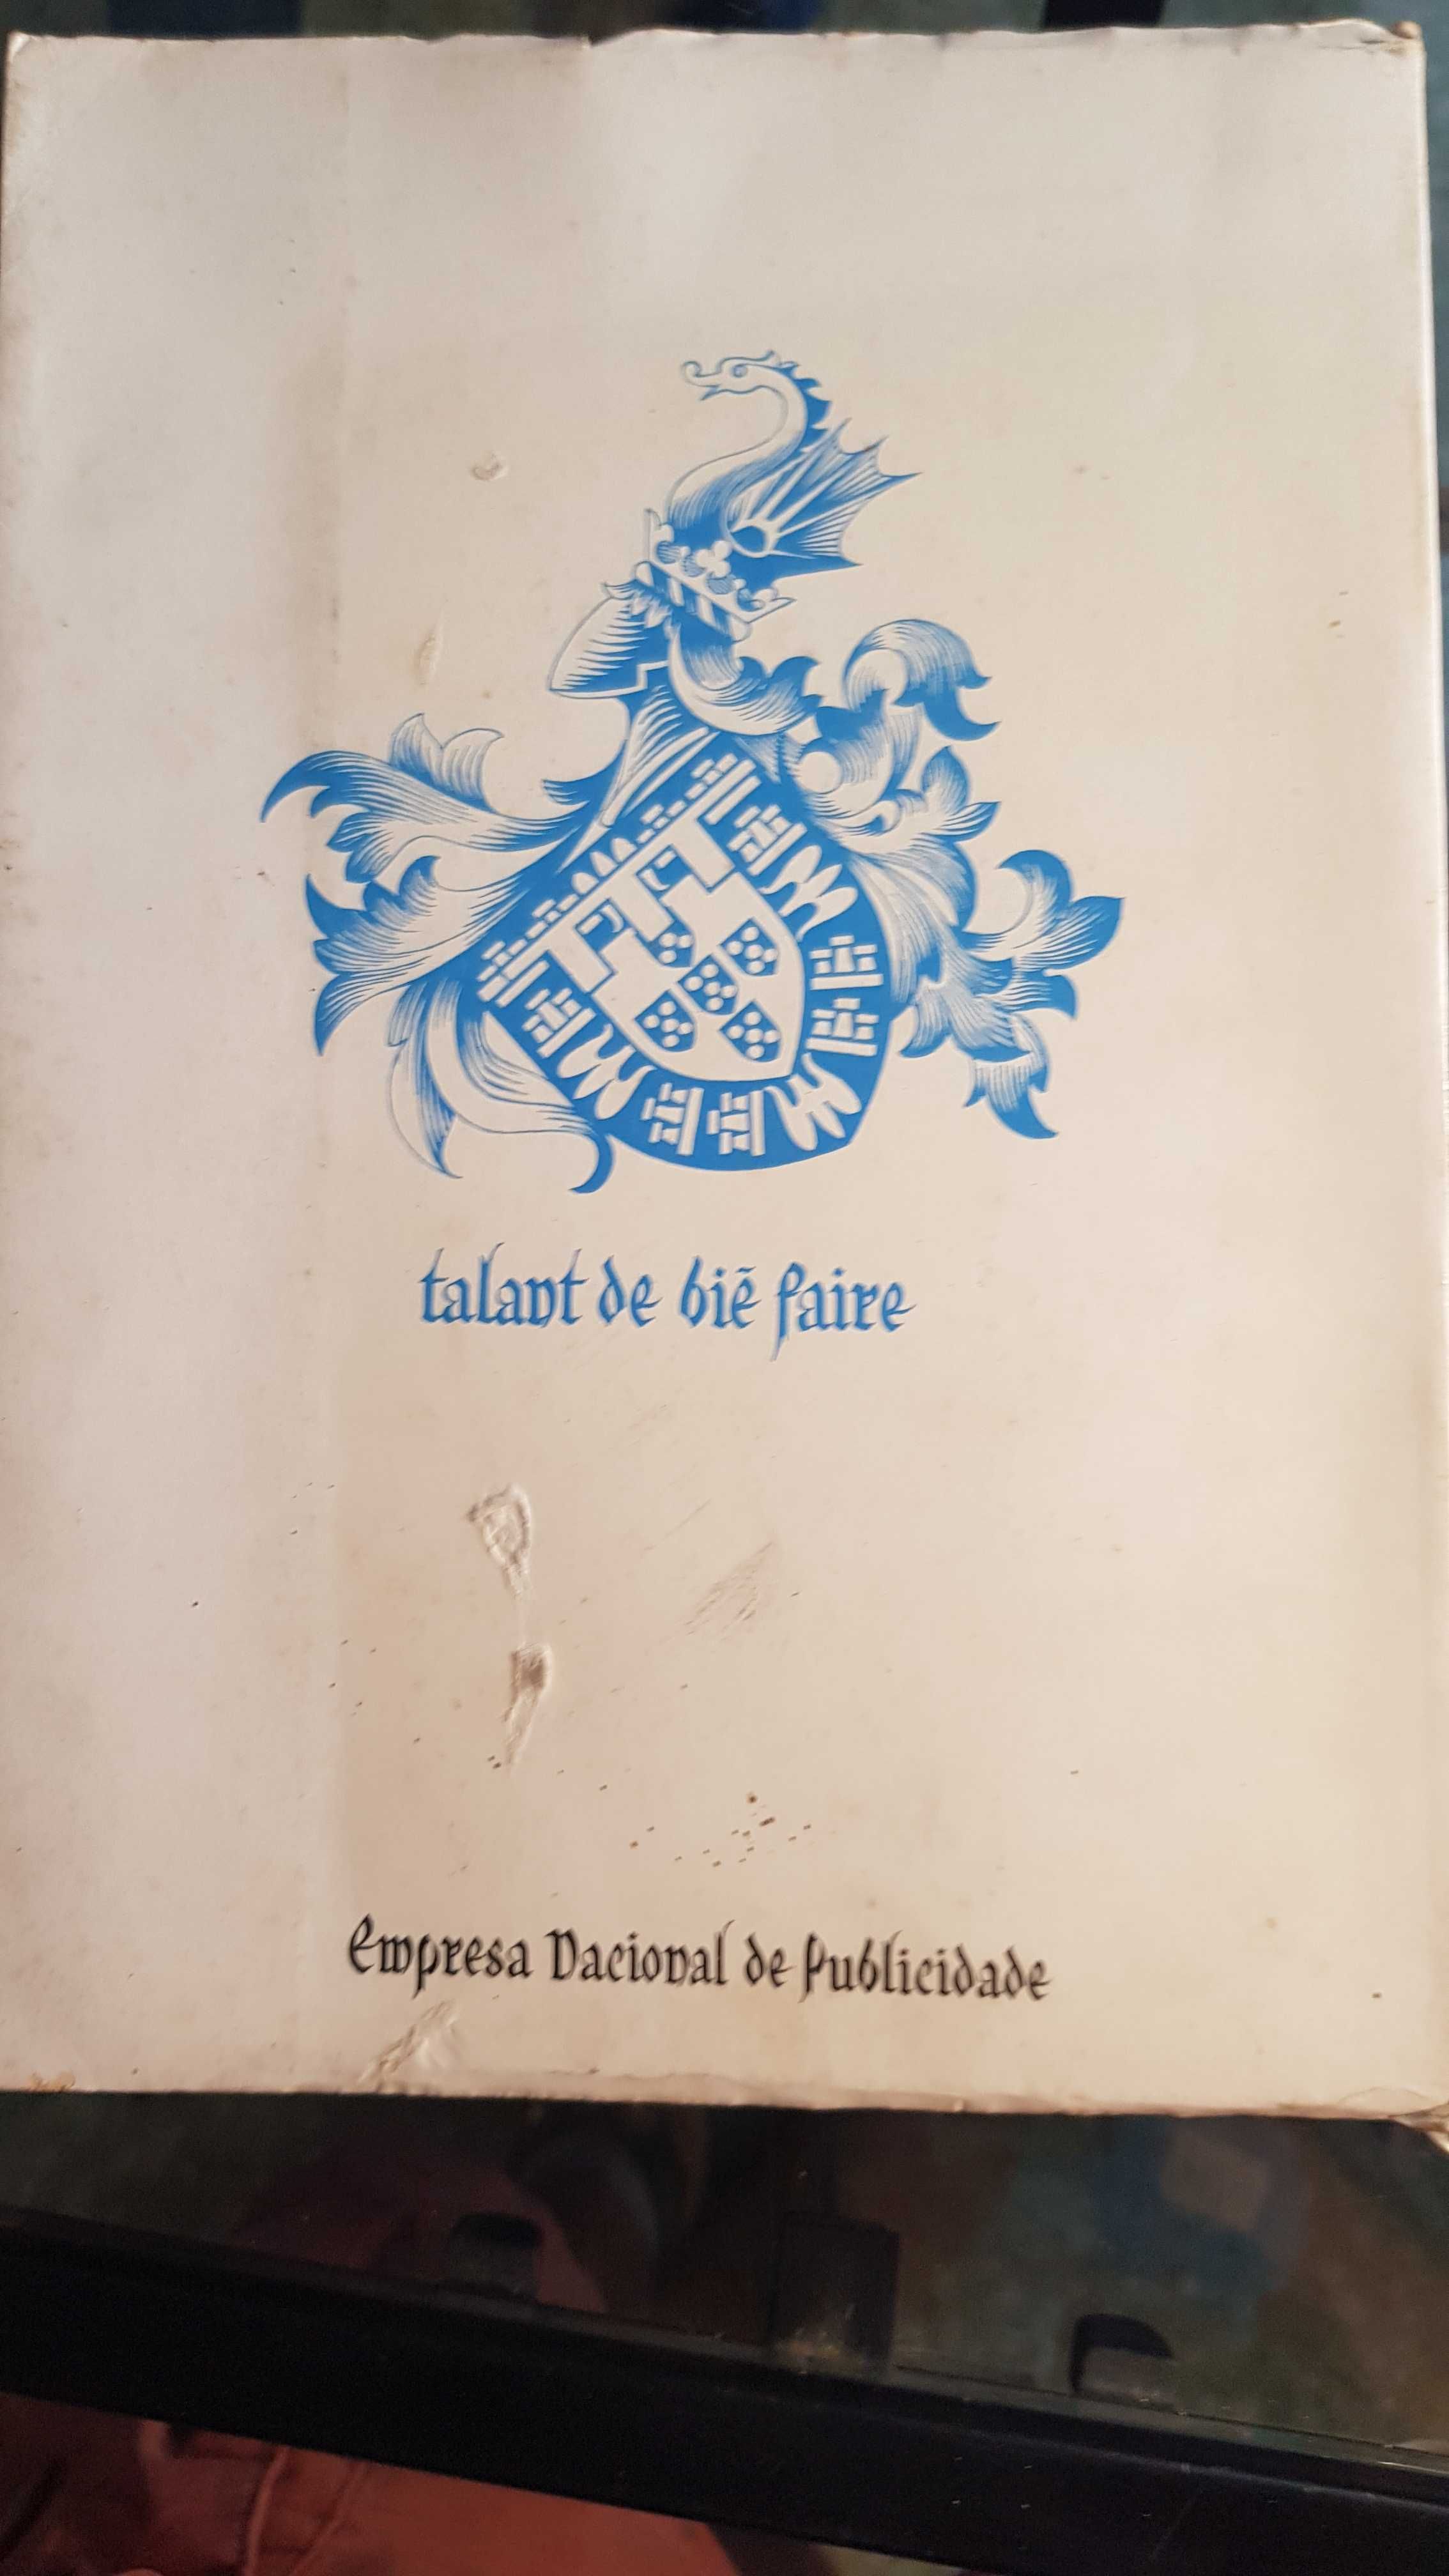 talant de biẽ faire
Empresa Nacional de Publicidade